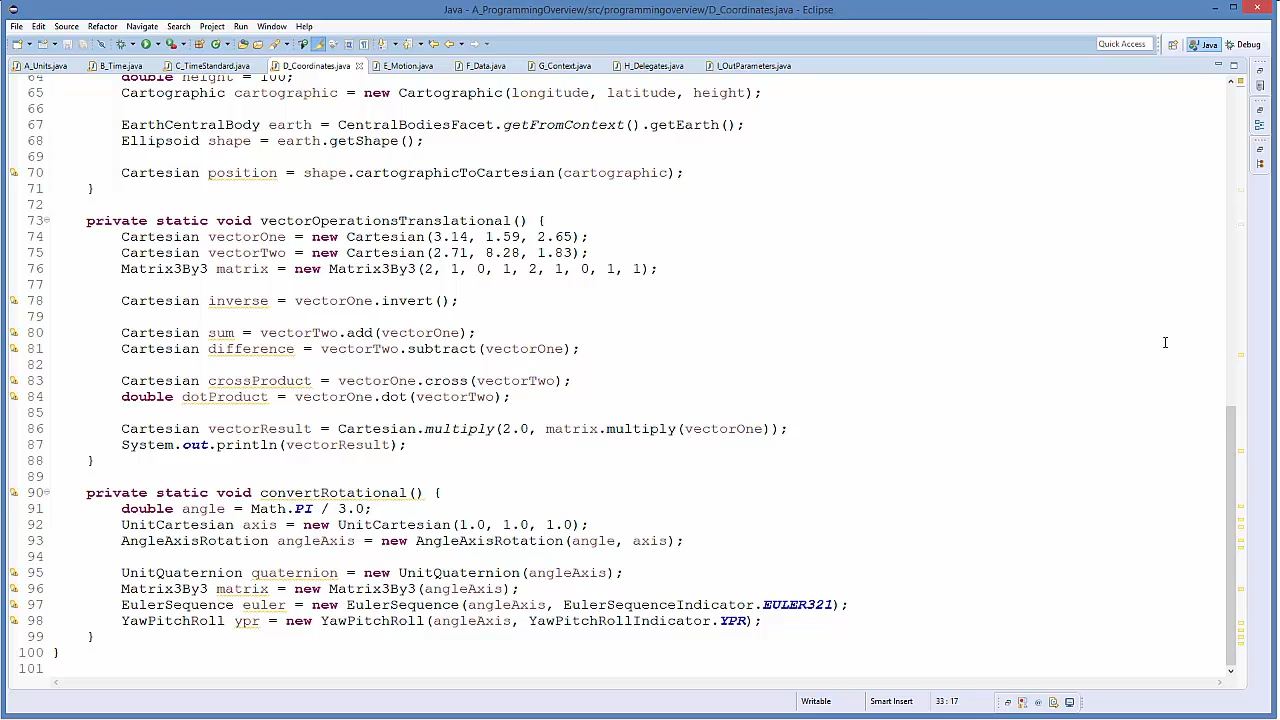 Java - A_ProgrammingOverview/src/programmingoverview/D_Coordinates.java - Eclipse
File Edit Source Refactor Navigate Search Project Run Window Help
Quick Access Java Debug
A_Units.java B_Time.java C_TimeStandard.java D_Coordinates.java E_Motion.java F_Data.java G_Context.java H_Delegates.java I_OutParameters.java
64 double height = 100;
65 Cartographic cartographic = new Cartographic(longitude, latitude, height);
66
67 EarthCentralBody earth = CentralBodiesFacet.getFromContext().getEarth();
68 Ellipsoid shape = earth.getShape();
69
70 Cartesian position = shape.cartographicToCartesian(cartographic);
71 }
72
73 private static void vectorOperationsTranslational() {
74 Cartesian vectorOne = new Cartesian(3.14, 1.59, 2.65);
75 Cartesian vectorTwo = new Cartesian(2.71, 8.28, 1.83);
76 Matrix3By3 matrix = new Matrix3By3(2, 1, 0, 1, 2, 1, 0, 1, 1);
77
78 Cartesian inverse = vectorOne.invert();
79
80 Cartesian sum = vectorTwo.add(vectorOne);
81 Cartesian difference = vectorTwo.subtract(vectorOne);
82
83 Cartesian crossProduct = vectorOne.cross(vectorTwo);
84 double dotProduct = vectorOne.dot(vectorTwo);
85
86 Cartesian vectorResult = Cartesian.multiply(2.0, matrix.multiply(vectorOne));
87 System.out.println(vectorResult);
88 }
89
90 private static void convertRotational() {
91 double angle = Math.PI / 3.0;
92 UnitCartesian axis = new UnitCartesian(1.0, 1.0, 1.0);
93 AngleAxisRotation angleAxis = new AngleAxisRotation(angle, axis);
94
95 UnitQuaternion quaternion = new UnitQuaternion(angleAxis);
96 Matrix3By3 matrix = new Matrix3By3(angleAxis);
97 EulerSequence euler = new EulerSequence(angleAxis, EulerSequenceIndicator.EULER321);
98 YawPitchRoll ypr = new YawPitchRoll(angleAxis, YawPitchRollIndicator.YPR);
99 }
100 }
101
Writable Smart Insert 33 : 17